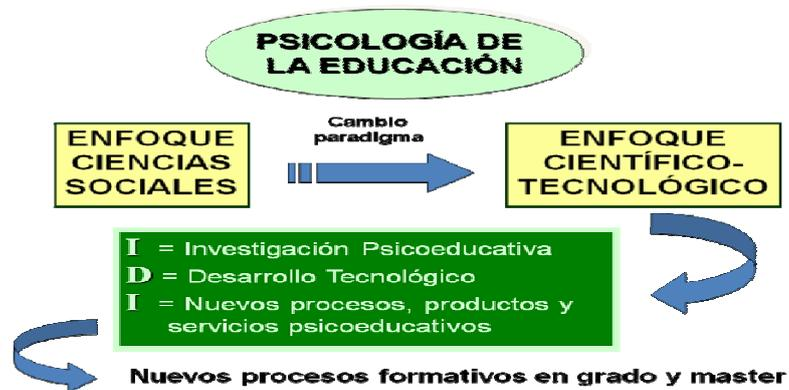 PSICOLOGÍA DE
LA EDUCACIÓN
Cambio
paradigma
ENFOQUE
CIENCIAS
SOCIALES
ENFOQUE
CIENTÍFICO-
TECNOLÓGICO
I = Investigación Psicoeducativa
D = Desarrollo Tecnológico
I = Nuevos procesos, productos y
servicios psicoeducativos
Nuevos procesos formativos en grado y master